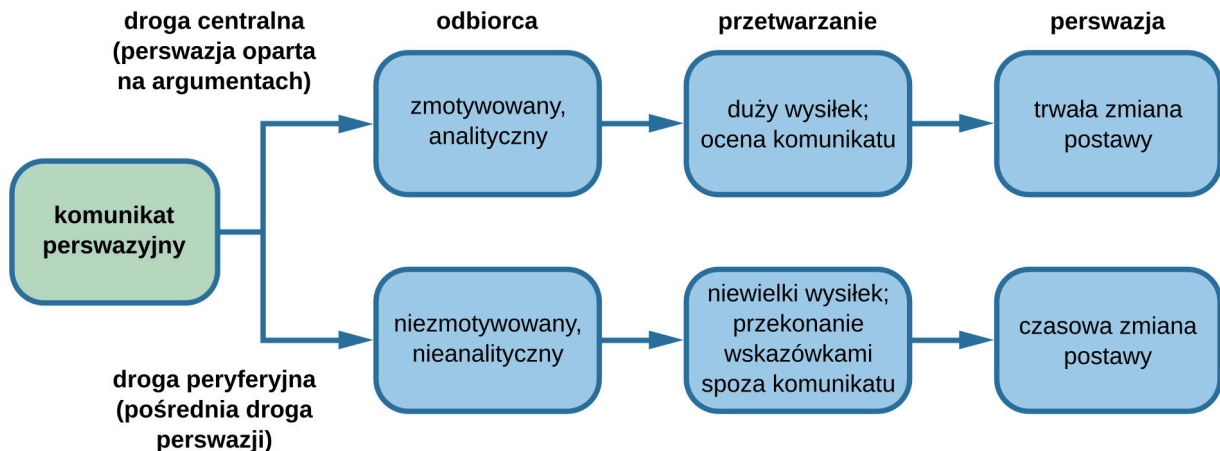 droga centralna
(perswazja oparta
na argumentach)
odbiorca
przetwarzanie
perswazja
zmotywowany,
analityczny
duży wysiłek;
ocena komunikatu
trwała zmiana
postawy
komunikat
perswazyjny
niezmotywowany,
nieanalityczny
niewielki wysiłek;
przekonanie
wskazówkami
spoza komunikatu
czasowa zmiana
postawy
droga peryferyjna
(pośrednia droga
perswazji)